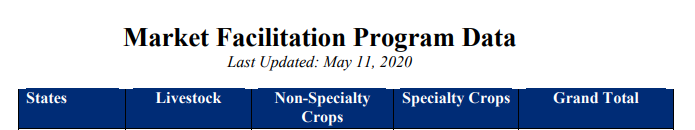 Market Facilitation Program Data
Last Updated: May 11, 2020
States Livestock Non-Specialty Crops Specialty Crops Grand Total